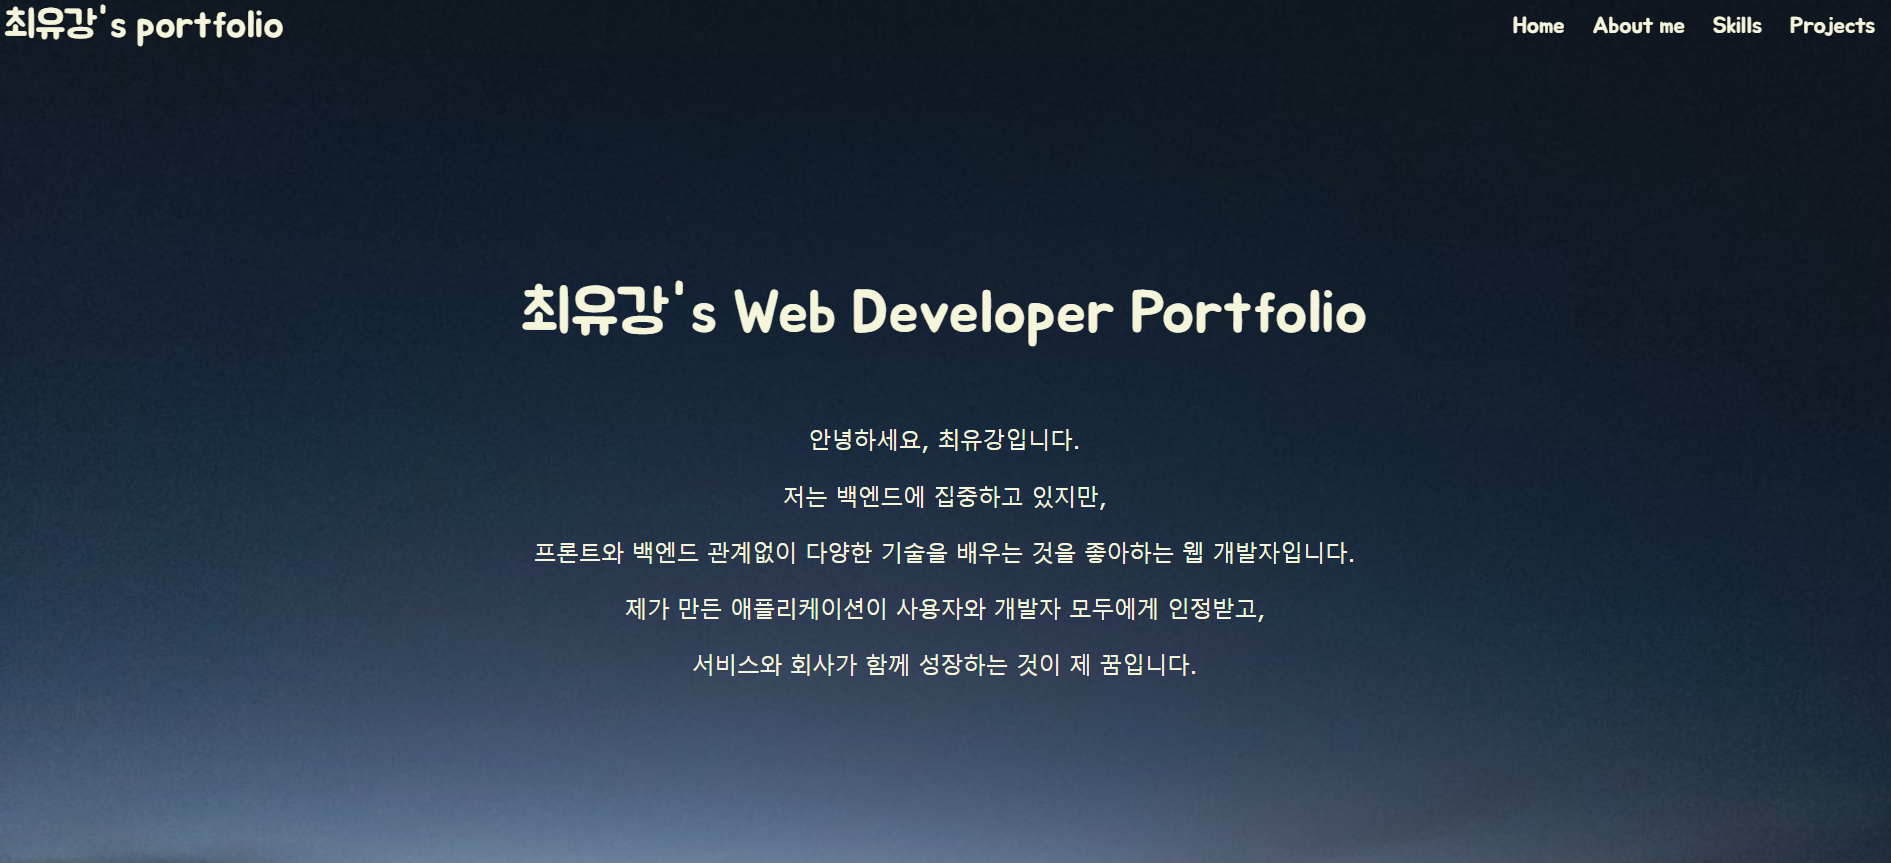 최유강's portfolio
Home About me Skills Projects
최유강's Web Developer Portfolio
안녕하세요, 최유강입니다.
저는 백엔드에 집중하고 있지만,
프론트와 백엔드 관계없이 다양한 기술을 배우는 것을 좋아하는 웹 개발자입니다.
제가 만든 애플리케이션이 사용자와 개발자 모두에게 인정받고,
서비스와 회사가 함께 성장하는 것이 제 꿈입니다.